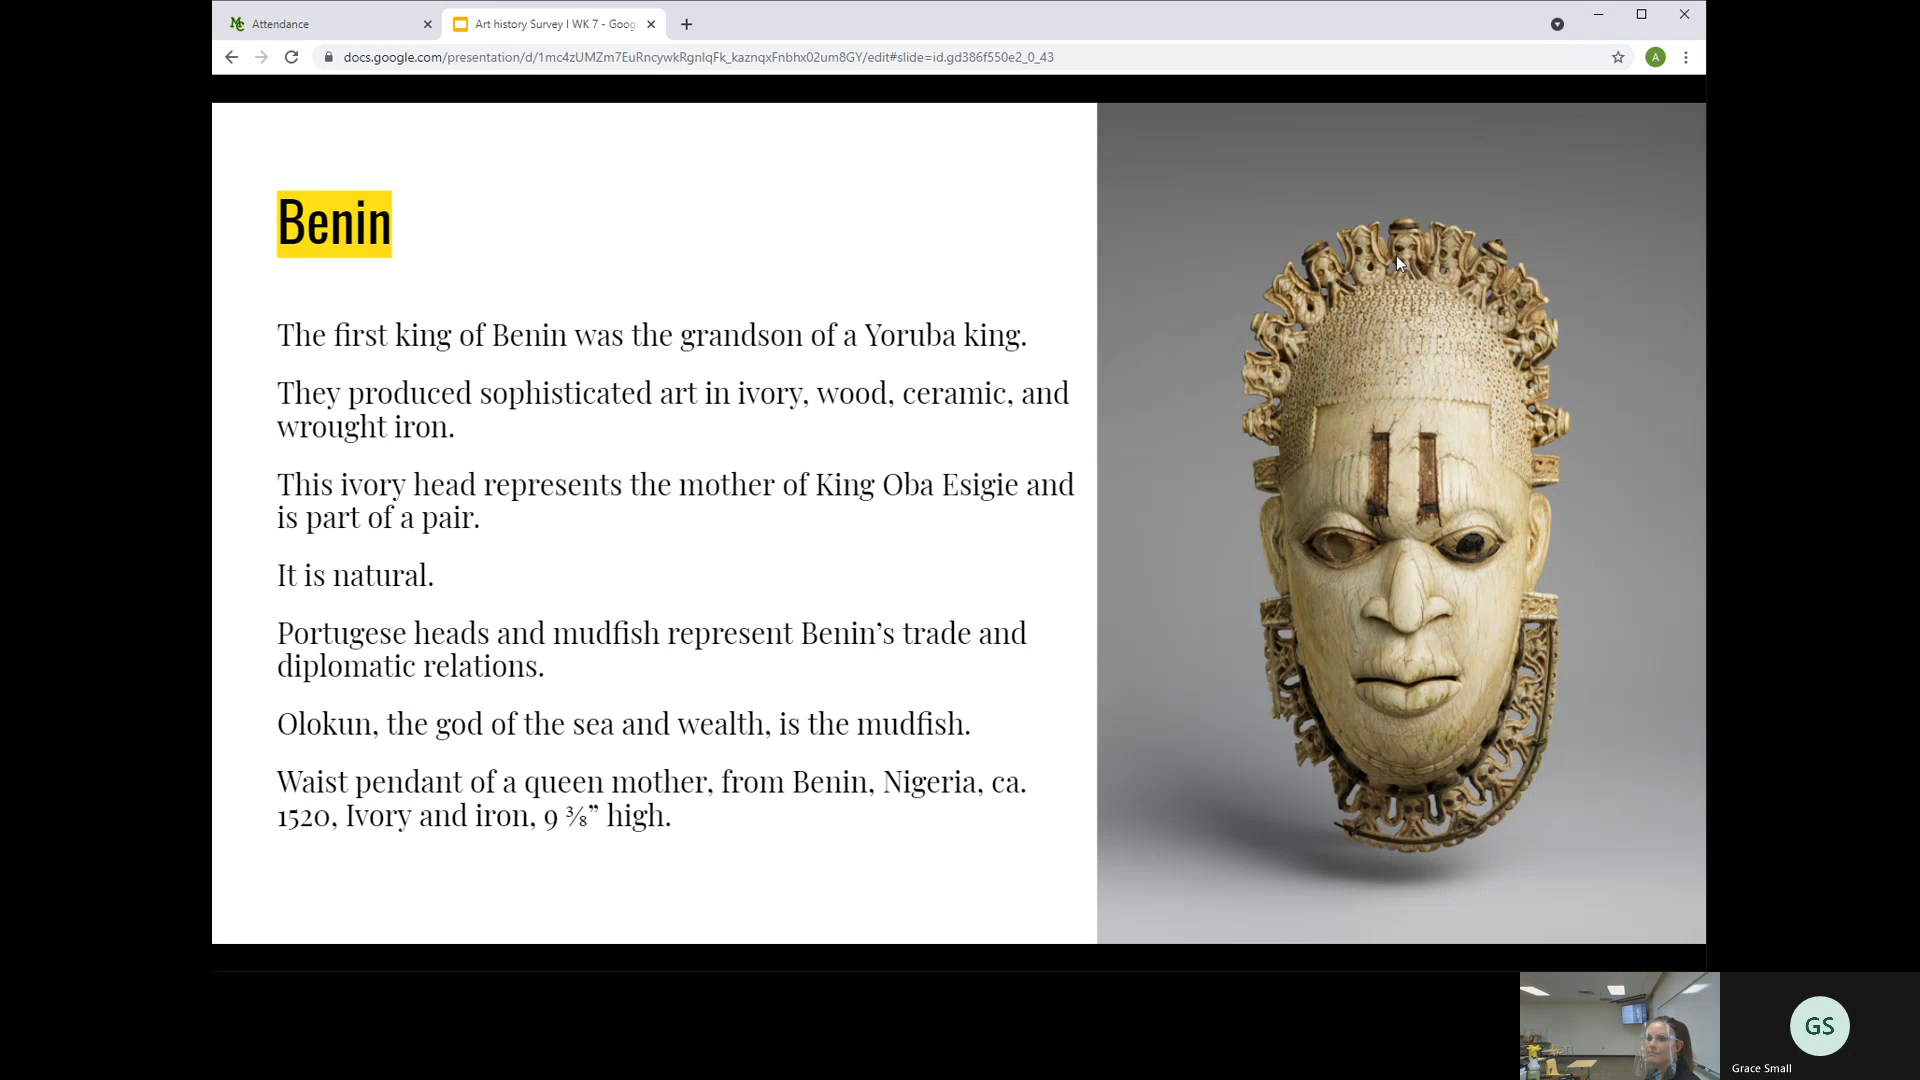 Attendance
Art history Survey I WK 7 - Goog
docs.google.com/presentation/d/1mc4zUMZm7EuRncywkRgnIqFk_kaznqxFnbhx02um8GY/edit#slide=id.gd386f550e2_0_43
A
Benin
The first king of Benin was the grandson of a Yoruba king.
They produced sophisticated art in ivory, wood, ceramic, and
wrought iron.
This ivory head represents the mother of King Oba Esigie and
is part of a pair.
It is natural.
Portugese heads and mudfish represent Benin’s trade and
diplomatic relations.
Olokun, the god of the sea and wealth, is the mudfish.
Waist pendant of a queen mother, from Benin, Nigeria, ca.
1520, Ivory and iron, 9 ⅜” high.
GS
Grace Small